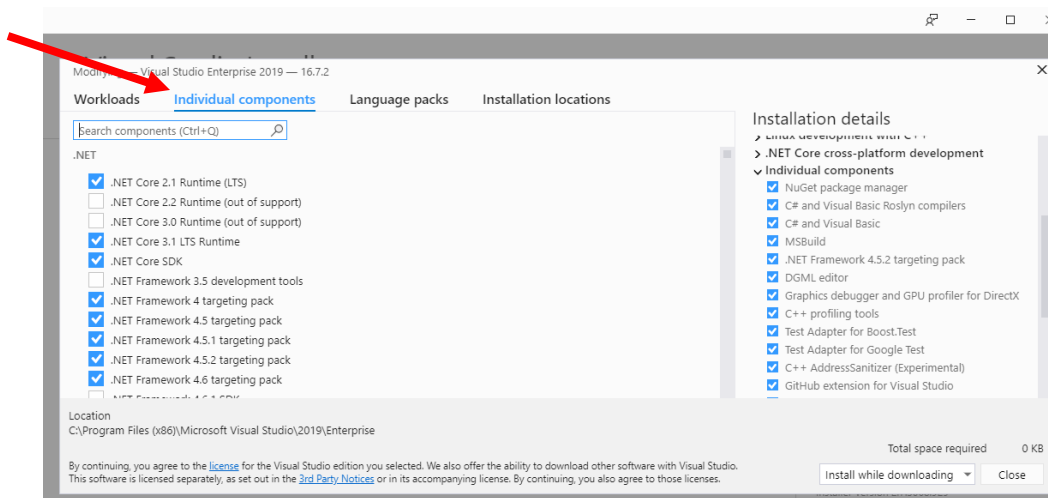 Modifying — Visual Studio Enterprise 2019 — 16.7.2
Workloads Individual components Language packs Installation locations
Search components (Ctrl+Q)
.NET
.NET Core 2.1 Runtime (LTS)
.NET Core 2.2 Runtime (out of support)
.NET Core 3.0 Runtime (out of support)
.NET Core 3.1 LTS Runtime
.NET Core SDK
.NET Framework 3.5 development tools
.NET Framework 4 targeting pack
.NET Framework 4.5 targeting pack
.NET Framework 4.5.1 targeting pack
.NET Framework 4.5.2 targeting pack
.NET Framework 4.6 targeting pack
.NET Framework 4.6.1 SDK
Installation details
Linux development with C++
.NET Core cross-platform development
Individual components
NuGet package manager
C# and Visual Basic Roslyn compilers
C# and Visual Basic
MSBuild
.NET Framework 4.5.2 targeting pack
DGML editor
Graphics debugger and GPU profiler for DirectX
C++ profiling tools
Test Adapter for Boost.Test
Test Adapter for Google Test
C++ AddressSanitizer (Experimental)
GitHub extension for Visual Studio
Location
C:\Program Files (x86)\Microsoft Visual Studio\2019\Enterprise
Total space required 0 KB
By continuing, you agree to the license for the Visual Studio edition you selected. We also offer the ability to download other software with Visual Studio.
This software is licensed separately, as set out in the 3rd Party Notices or in its accompanying license. By continuing, you also agree to those licenses.
Install while downloading Close